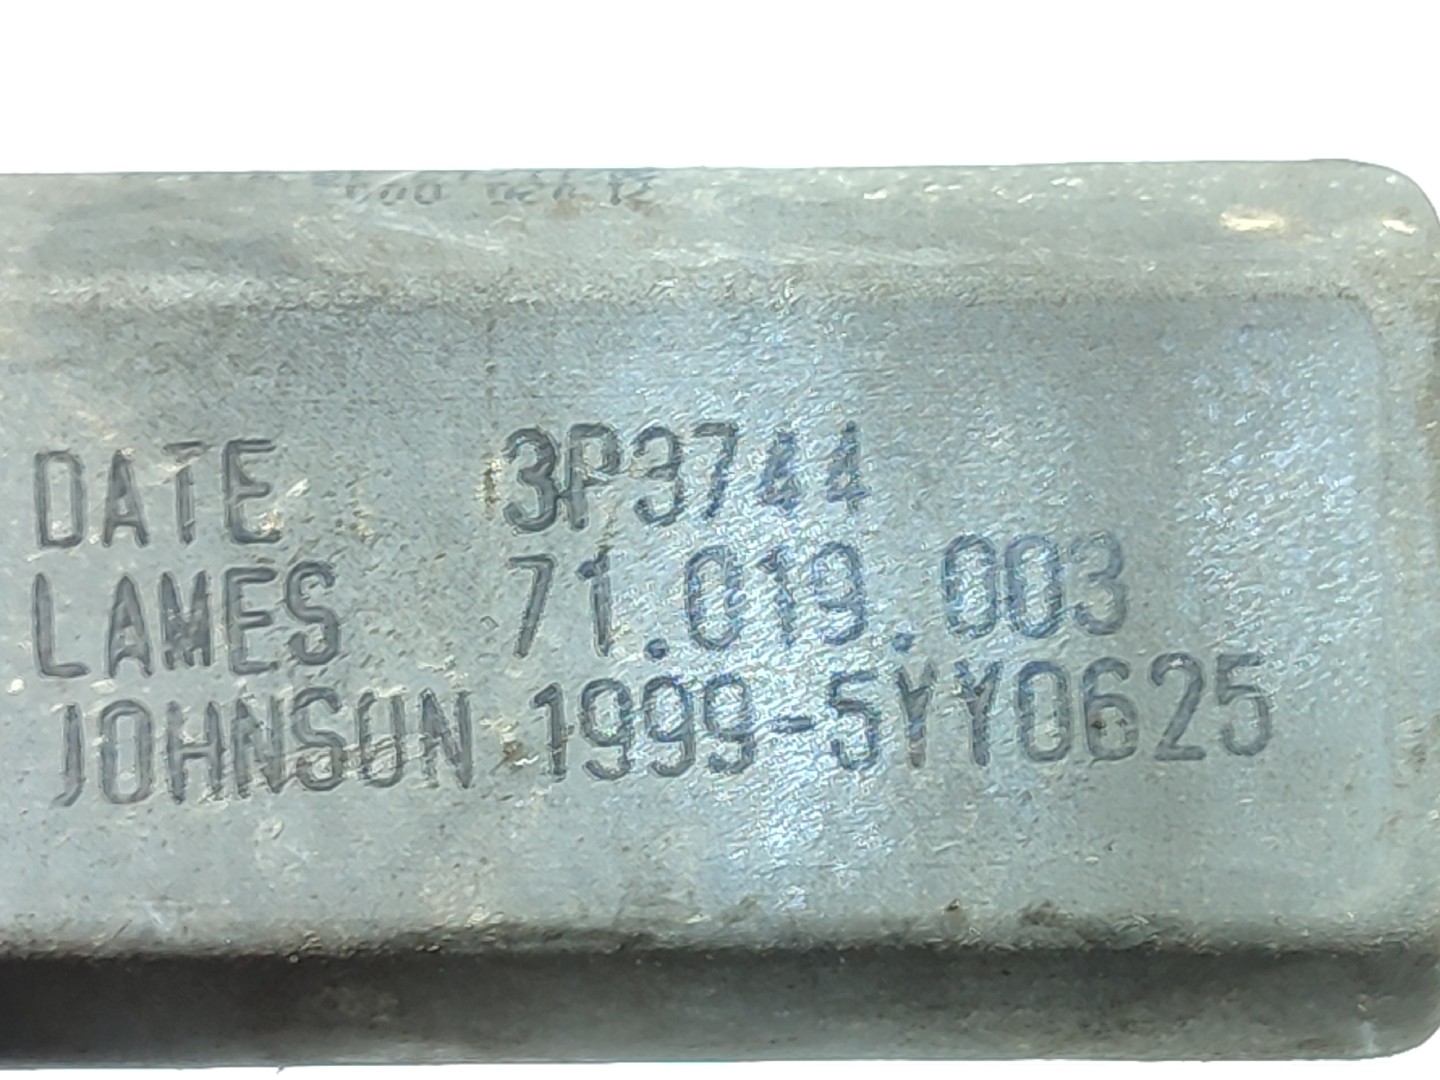 DATE 3P3744
LAMES 71.019.003
JOHNSON 1999-5YY0625